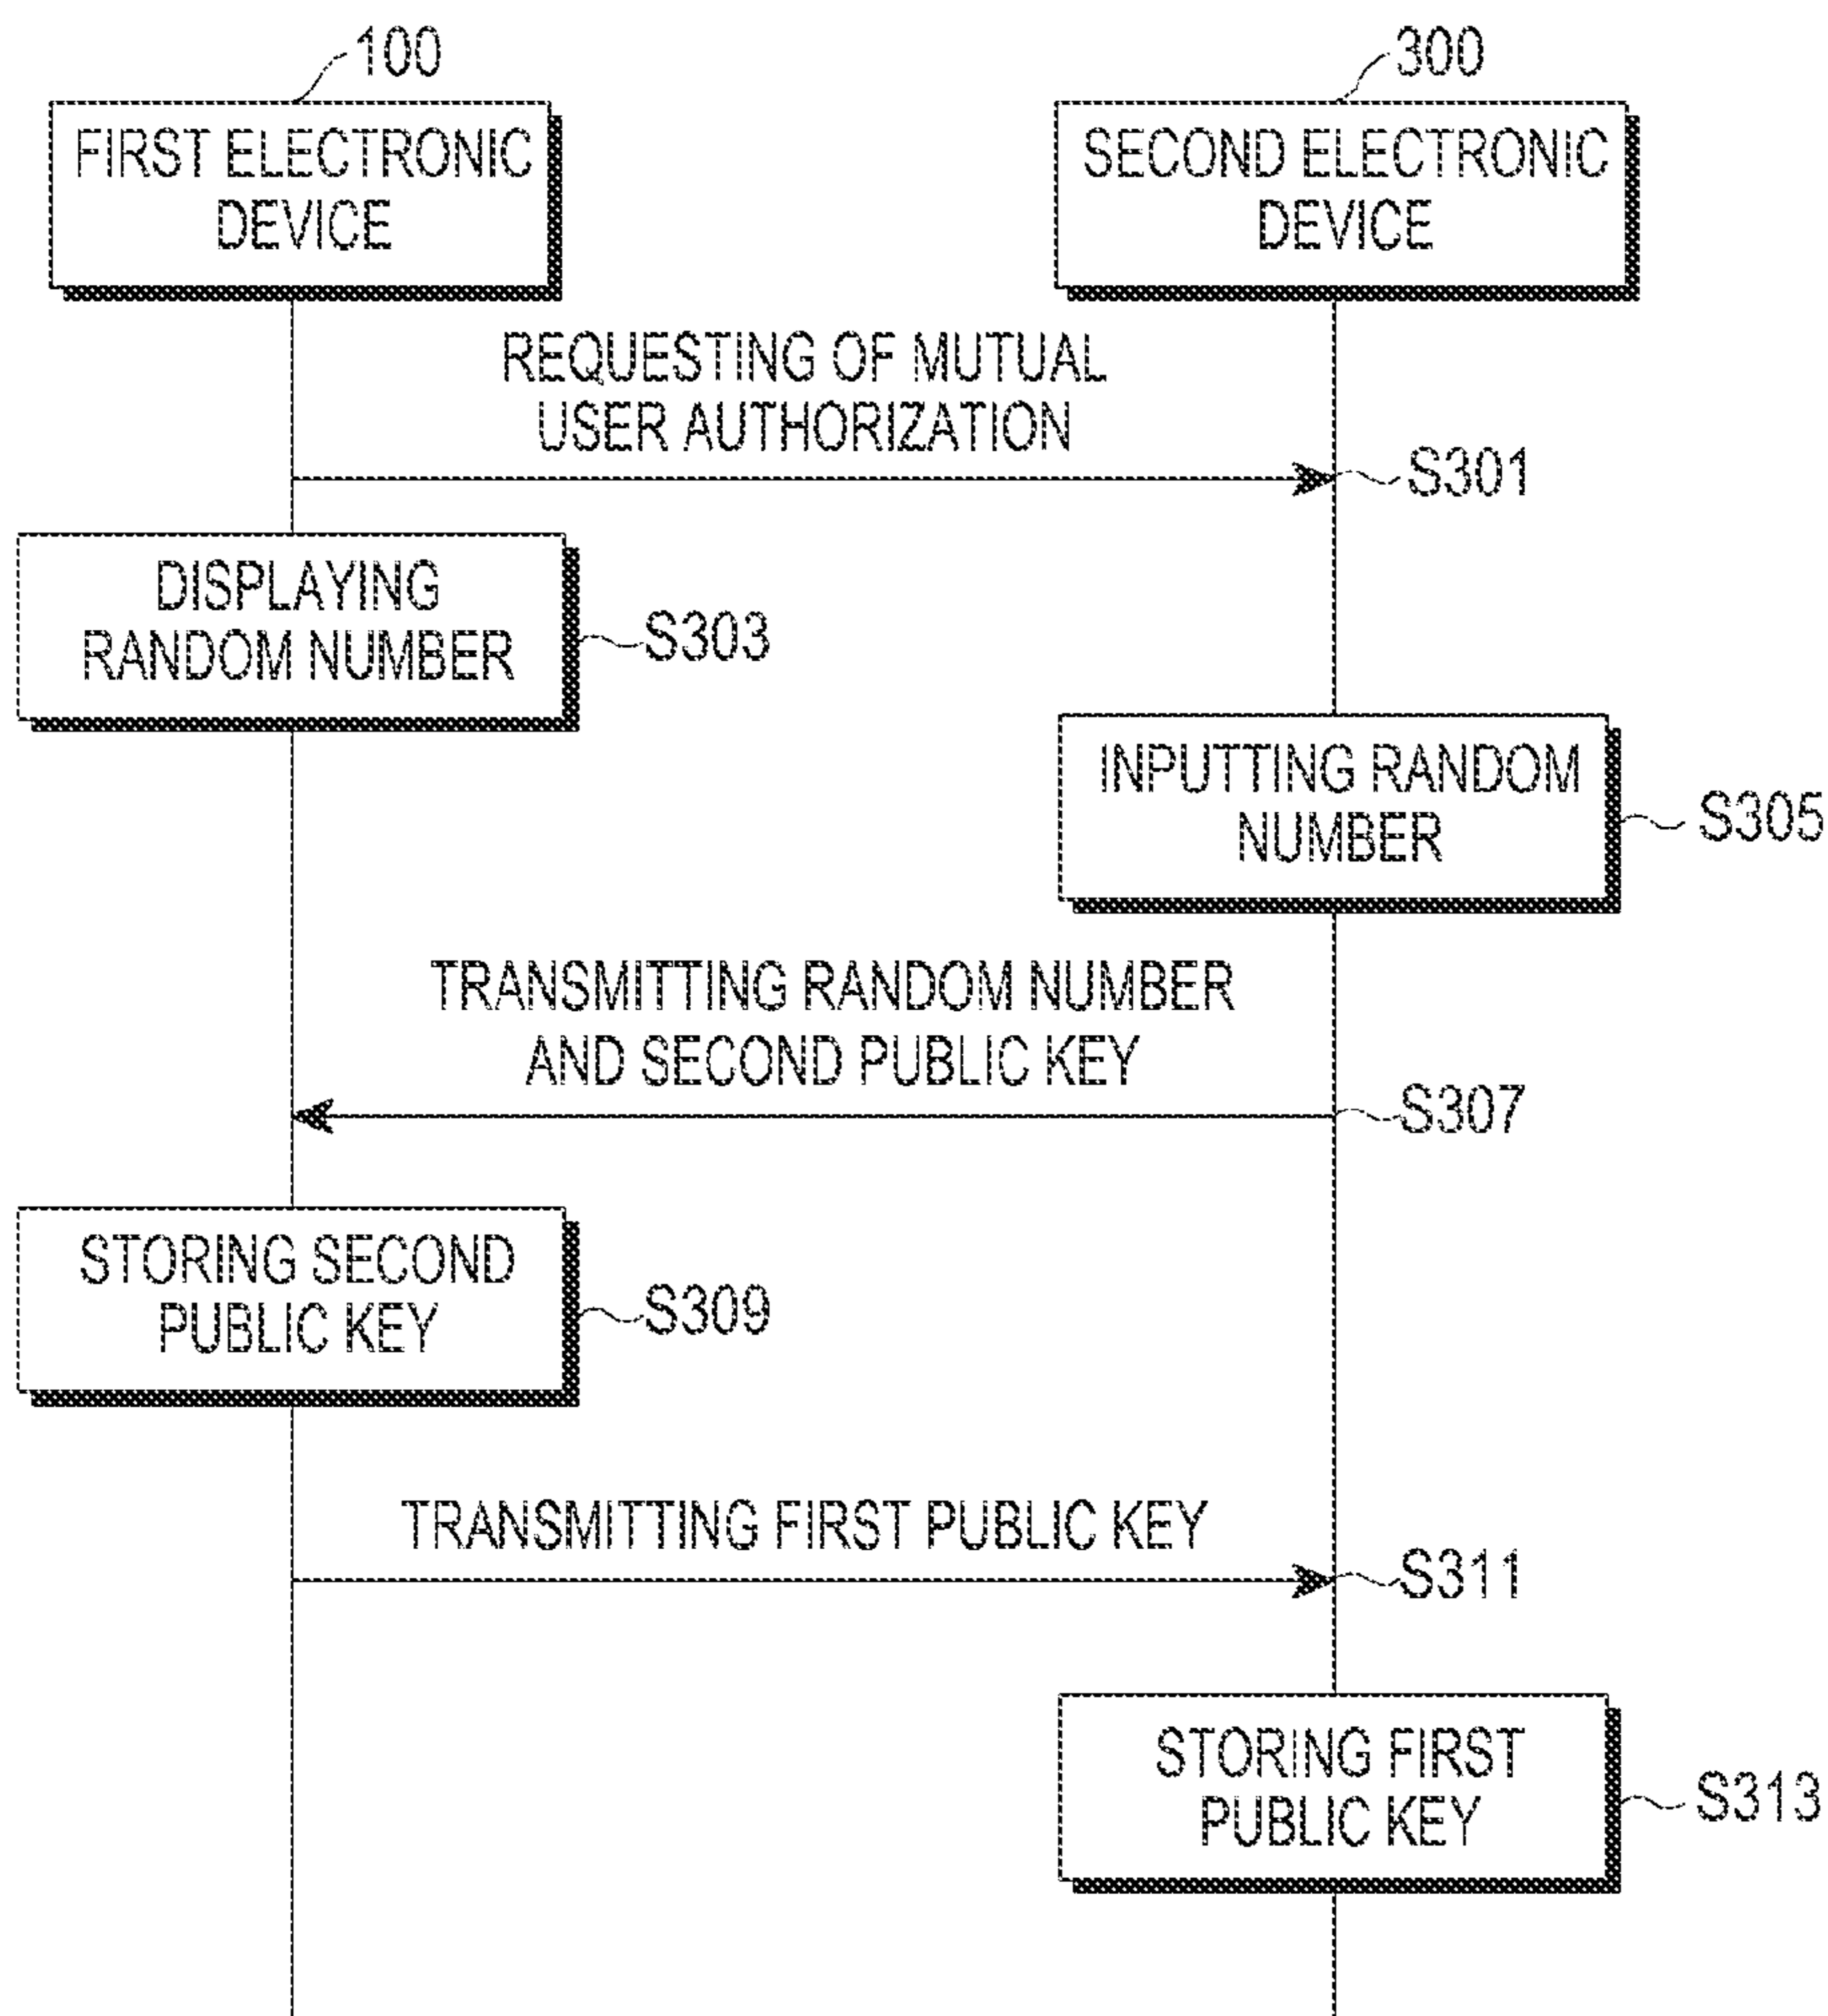 100
300
FIRST ELECTRONIC
DEVICE
SECOND ELECTRONIC
DEVICE
REQUESTING OF MUTUAL
USER AUTHORIZATION
S301
DISPLAYING
RANDOM NUMBER
S303
INPUTTING RANDOM
NUMBER
S305
TRANSMITTING RANDOM NUMBER
AND SECOND PUBLIC KEY
S307
STORING SECOND
PUBLIC KEY
S309
TRANSMITTING FIRST PUBLIC KEY
S311
STORING FIRST
PUBLIC KEY
S313